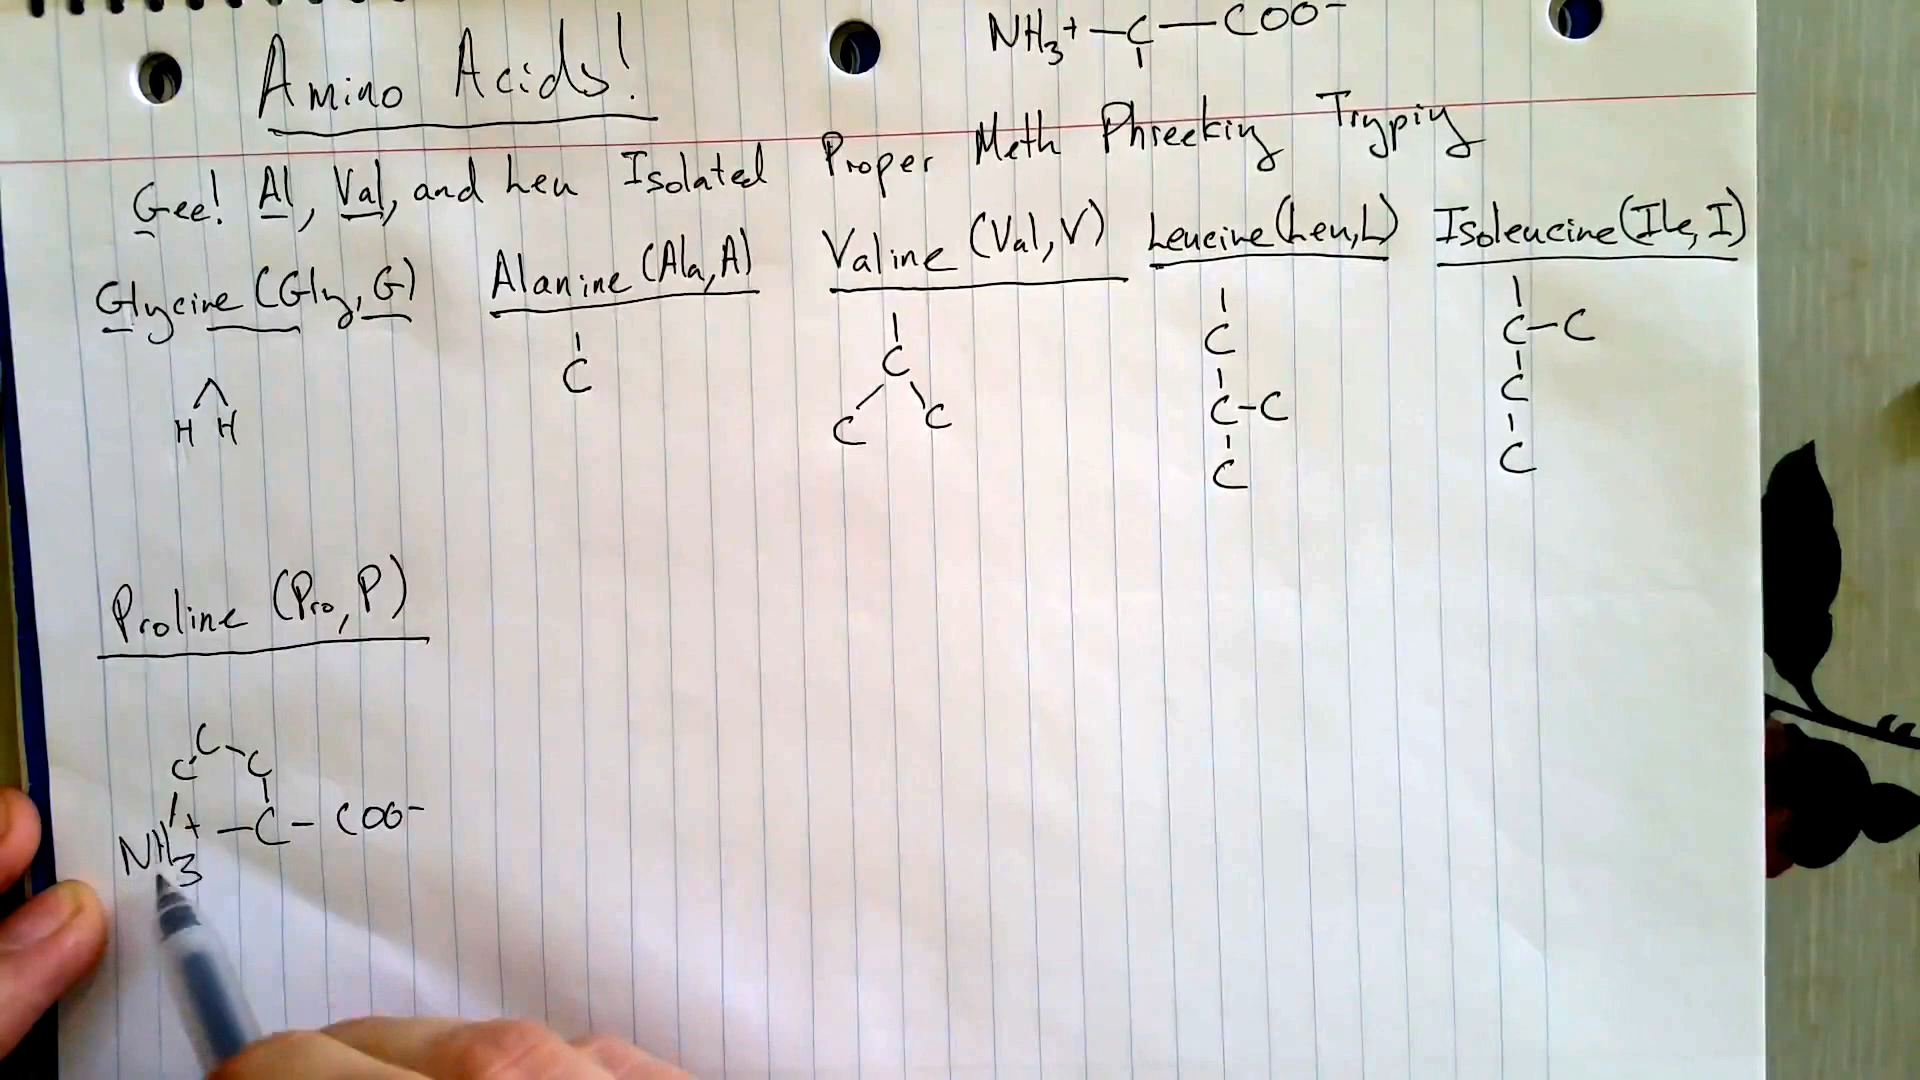 Amino Acids!
NH3+ — C — COO-
Gee! Al, Val, and Leu Isolated Proper Meth Phreeking Tryping
Glycine (Gly, G) Alanine (Ala, A) Valine (Val, V) Leucine (Leu, L) Isoleucine (Ile, I)
H H
C
C
C C
C
C-C
C
C-C
C
C
Proline (Pro, P)
C C C
NH3+ - C - COO-